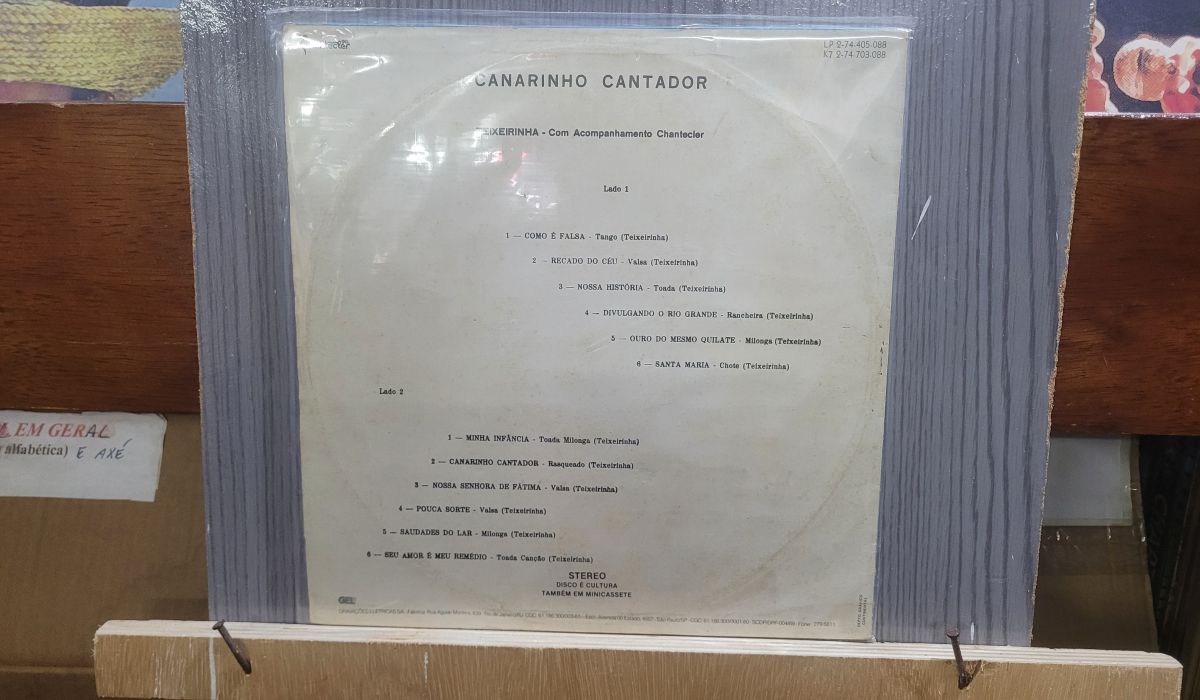 LP 2-74-405-088
K7 2-74-703-088
CANARINHO CANTADOR
TEIXEIRINHA - Com Acompanhamento Chantecler
Lado 1
1 — COMO É FALSA - Tango (Teixeirinha)
2 — RECADO DO CÉU - Valsa (Teixeirinha)
3 — NOSSA HISTÓRIA - Toada (Teixeirinha)
4 — DIVULGANDO O RIO GRANDE - Rancheira (Teixeirinha)
5 — OURO DO MESMO QUILATE - Milonga (Teixeirinha)
6 — SANTA MARIA - Chote (Teixeirinha)
Lado 2
1 — MINHA INFÂNCIA - Toada Milonga (Teixeirinha)
2 — CANARINHO CANTADOR - Rasqueado (Teixeirinha)
3 — NOSSA SENHORA DE FÁTIMA - Valsa (Teixeirinha)
4 — POUCA SORTE - Valsa (Teixeirinha)
5 — SAUDADES DO LAR - Milonga (Teixeirinha)
6 — SEU AMOR É MEU REMÉDIO - Toada Canção (Teixeirinha)
STEREO
DISCO É CULTURA
TAMBÉM EM MINICASSETE
GEL
GRAVAÇÕES ELÉTRICAS SA
EM GERAL
alfabética) E AXÉ